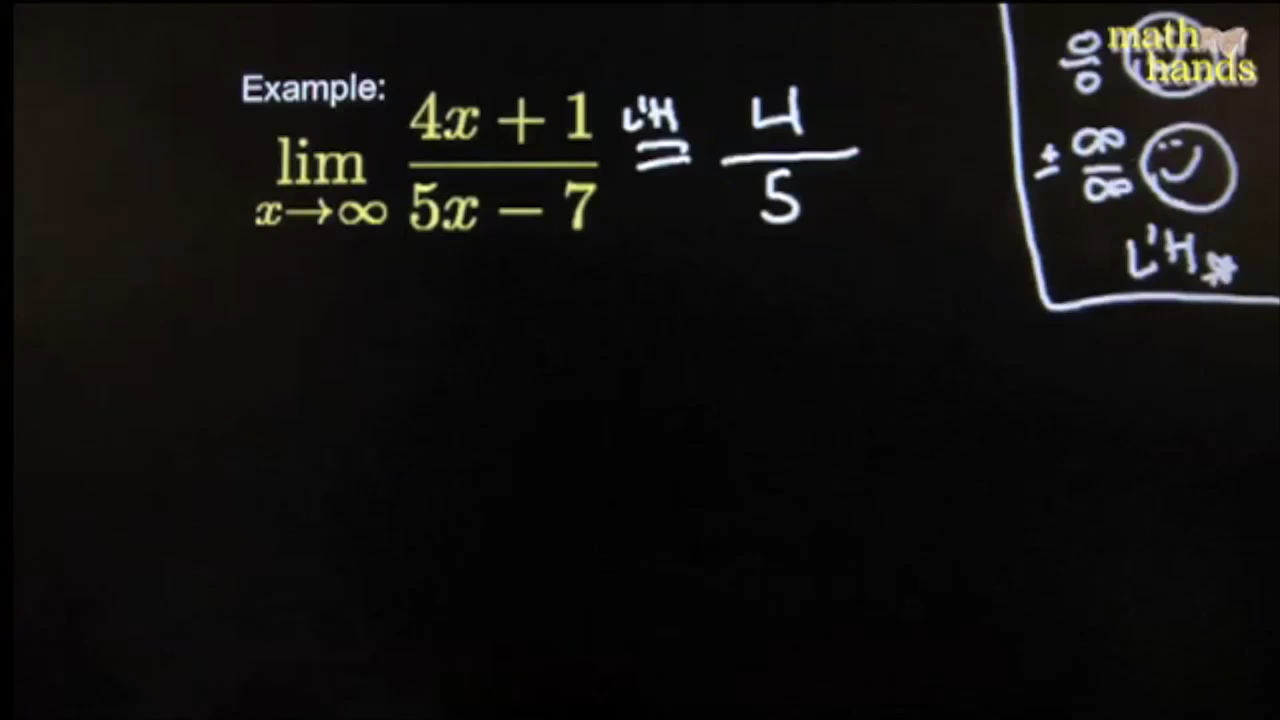 Example:
lim x→∞ (4x + 1)/(5x − 7) L'H = 4/5
math hands
0/0
± ∞/∞
L'H *